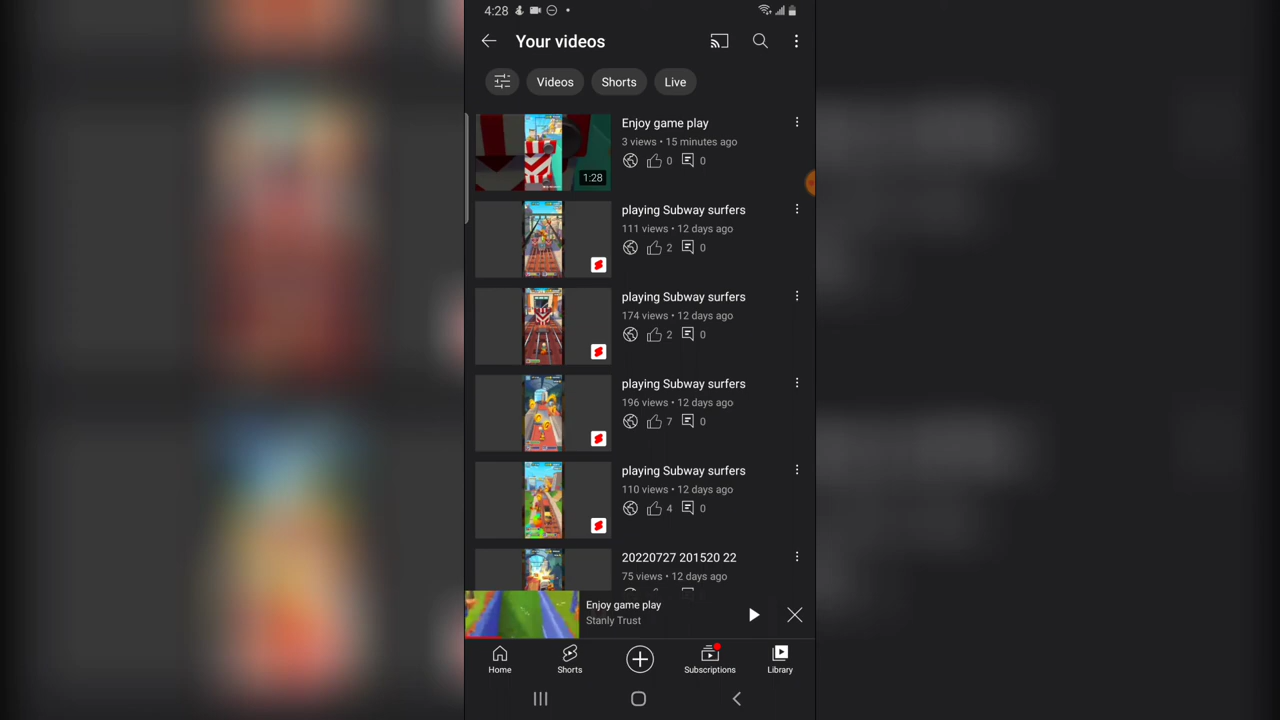 4:28
Your videos
Videos
Shorts
Live
Enjoy game play
3 views • 15 minutes ago
0 0
1:28
playing Subway surfers
111 views • 12 days ago
2 0
playing Subway surfers
174 views • 12 days ago
2 0
playing Subway surfers
196 views • 12 days ago
7 0
playing Subway surfers
110 views • 12 days ago
4 0
20220727 201520 22
75 views • 12 days ago
Enjoy game play
Stanly Trust
Home
Shorts
Subscriptions
Library